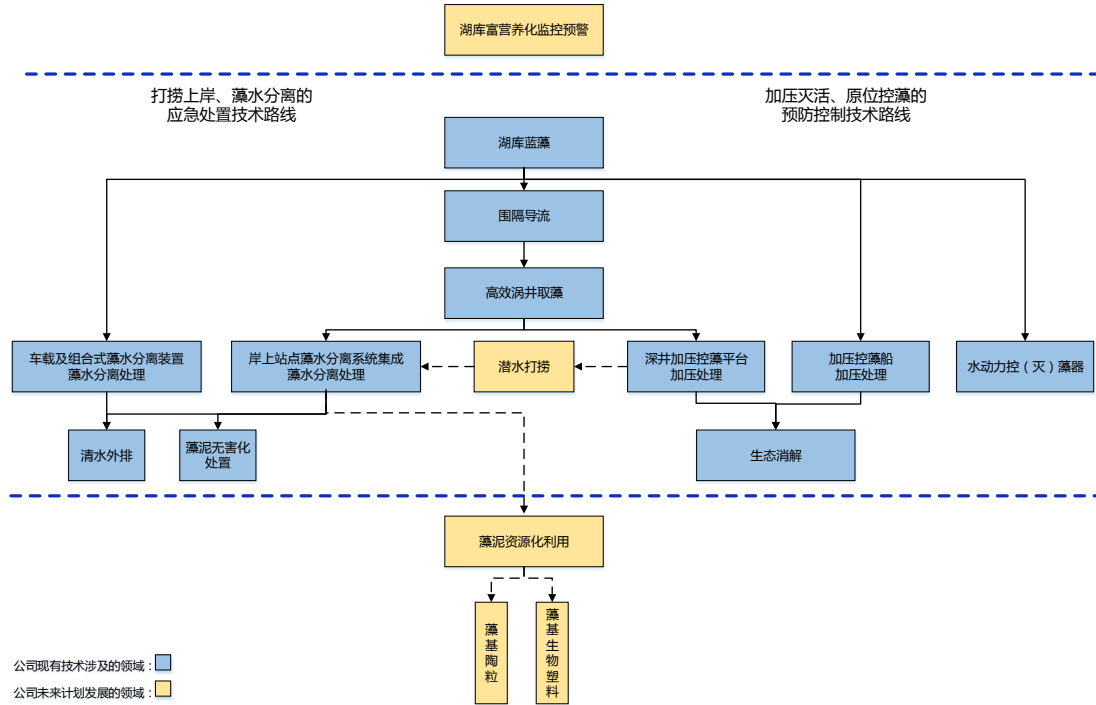 湖库富营养化监控预警
打捞上岸、藻水分离的
应急处置技术路线
加压灭活、原位控藻的
预防控制技术路线
湖库蓝藻
围隔导流
高效涡井取藻
车载及组合式藻水分离装置
藻水分离处理
岸上站点藻水分离系统集成
藻水分离处理
潜水打捞
深井加压控藻平台
加压处理
加压控藻船
加压处理
水动力控（灭）藻器
清水外排
藻泥无害化
处置
生态消解
藻泥资源化利用
藻基陶粒
藻基生物塑料
公司现有技术涉及的领域：
公司未来计划发展的领域：